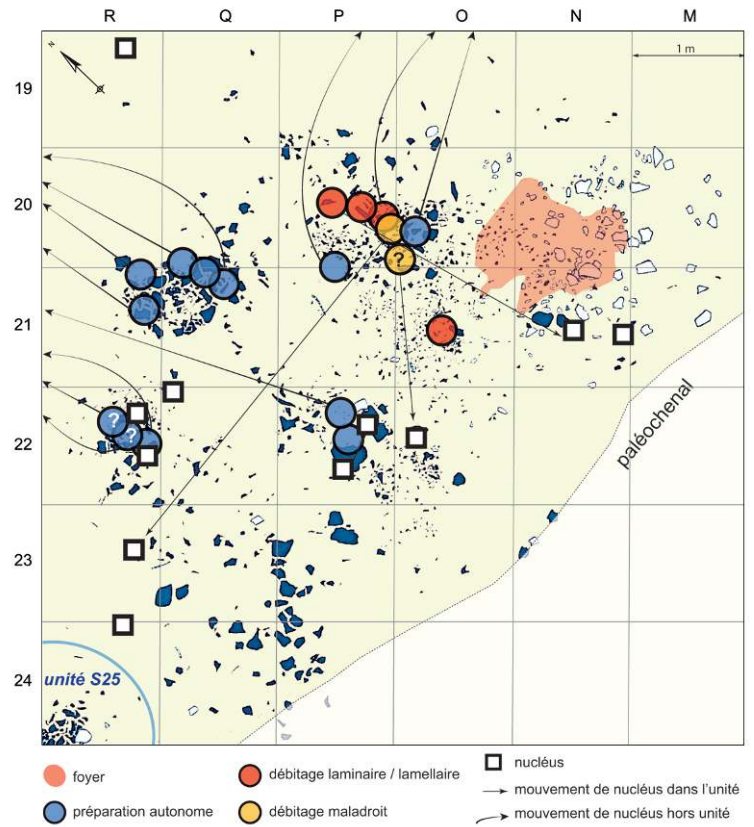 R Q P O N M
N
1 m
19
20
?
21
22
? ?
paléochenal
23
24
unité S25
foyer
débitage laminaire / lamellaire
nucléus
mouvement de nucléus dans l'unité
préparation autonome
débitage maladroit
mouvement de nucléus hors unité